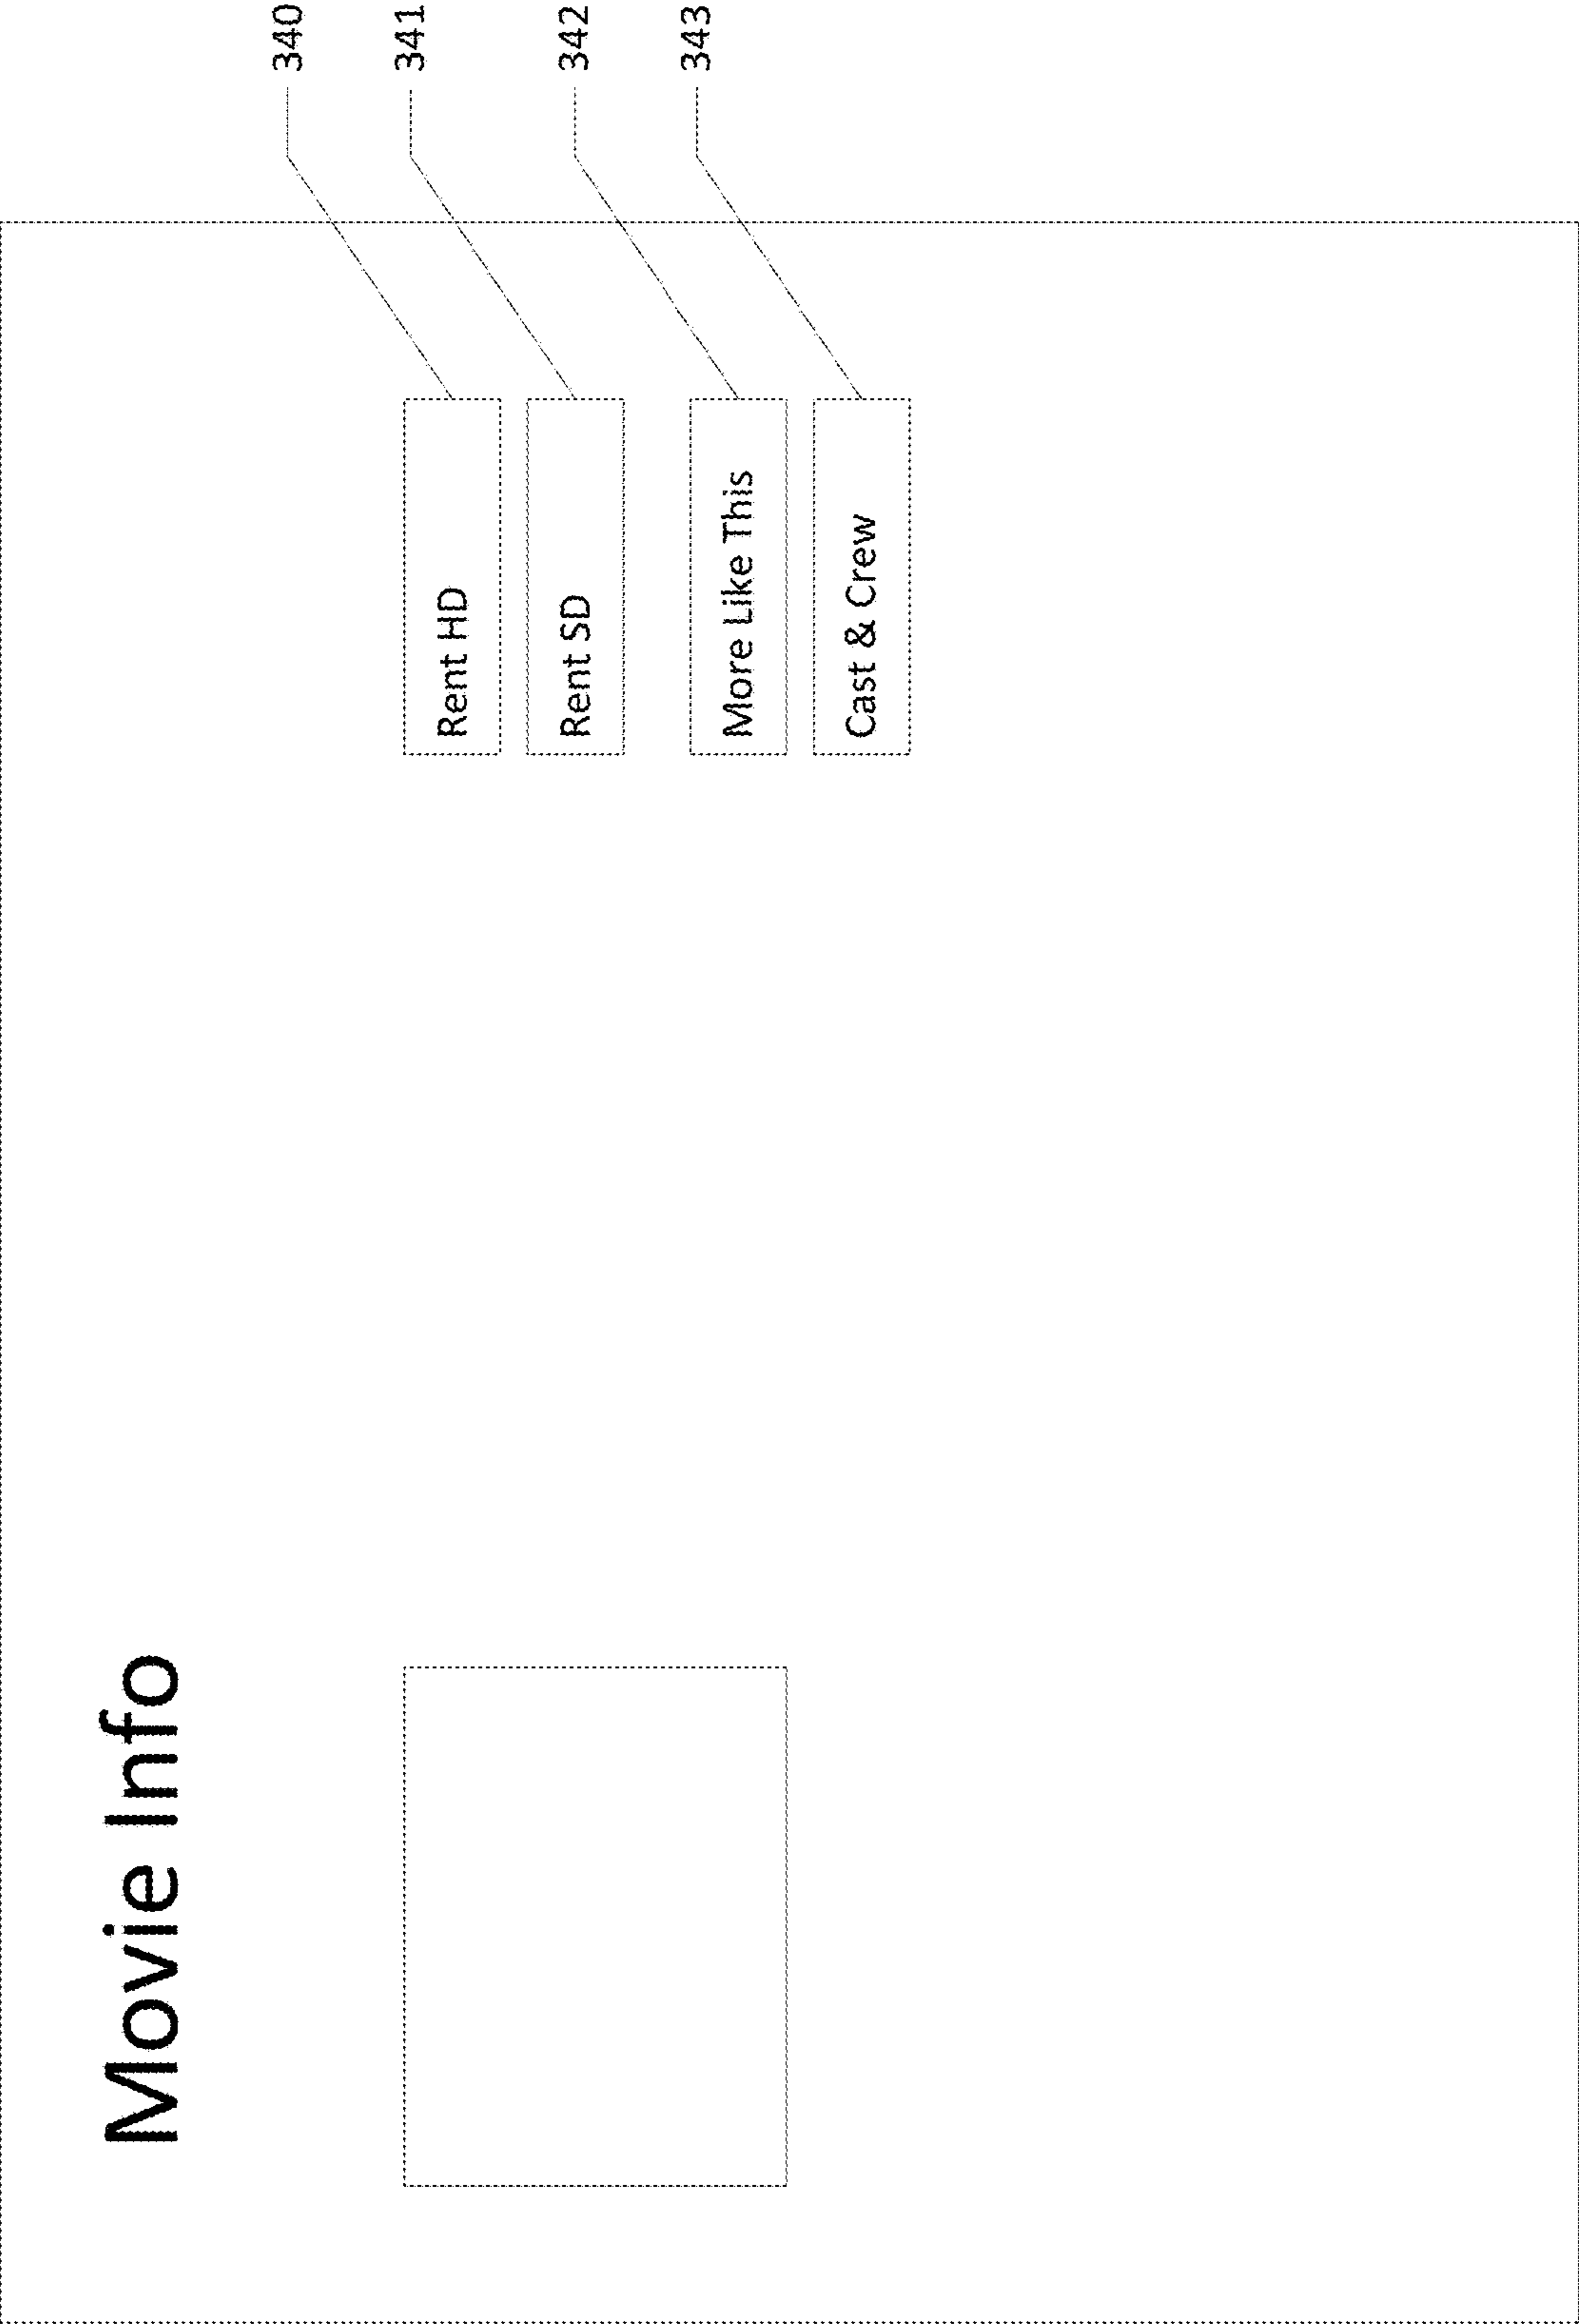 Movie Info
Rent HD
340
Rent SD
341
More Like This
342
Cast & Crew
343